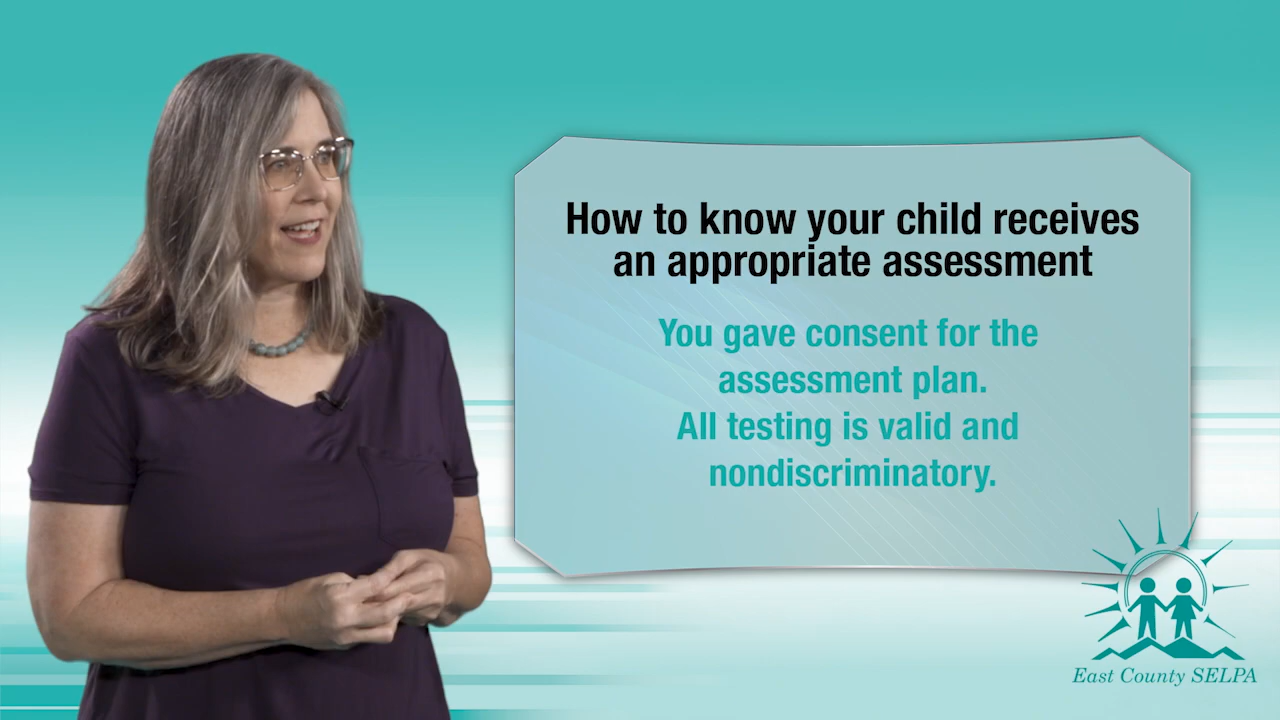 How to know your child receives
an appropriate assessment
You gave consent for the
assessment plan.
All testing is valid and
nondiscriminatory.
East County SELPA